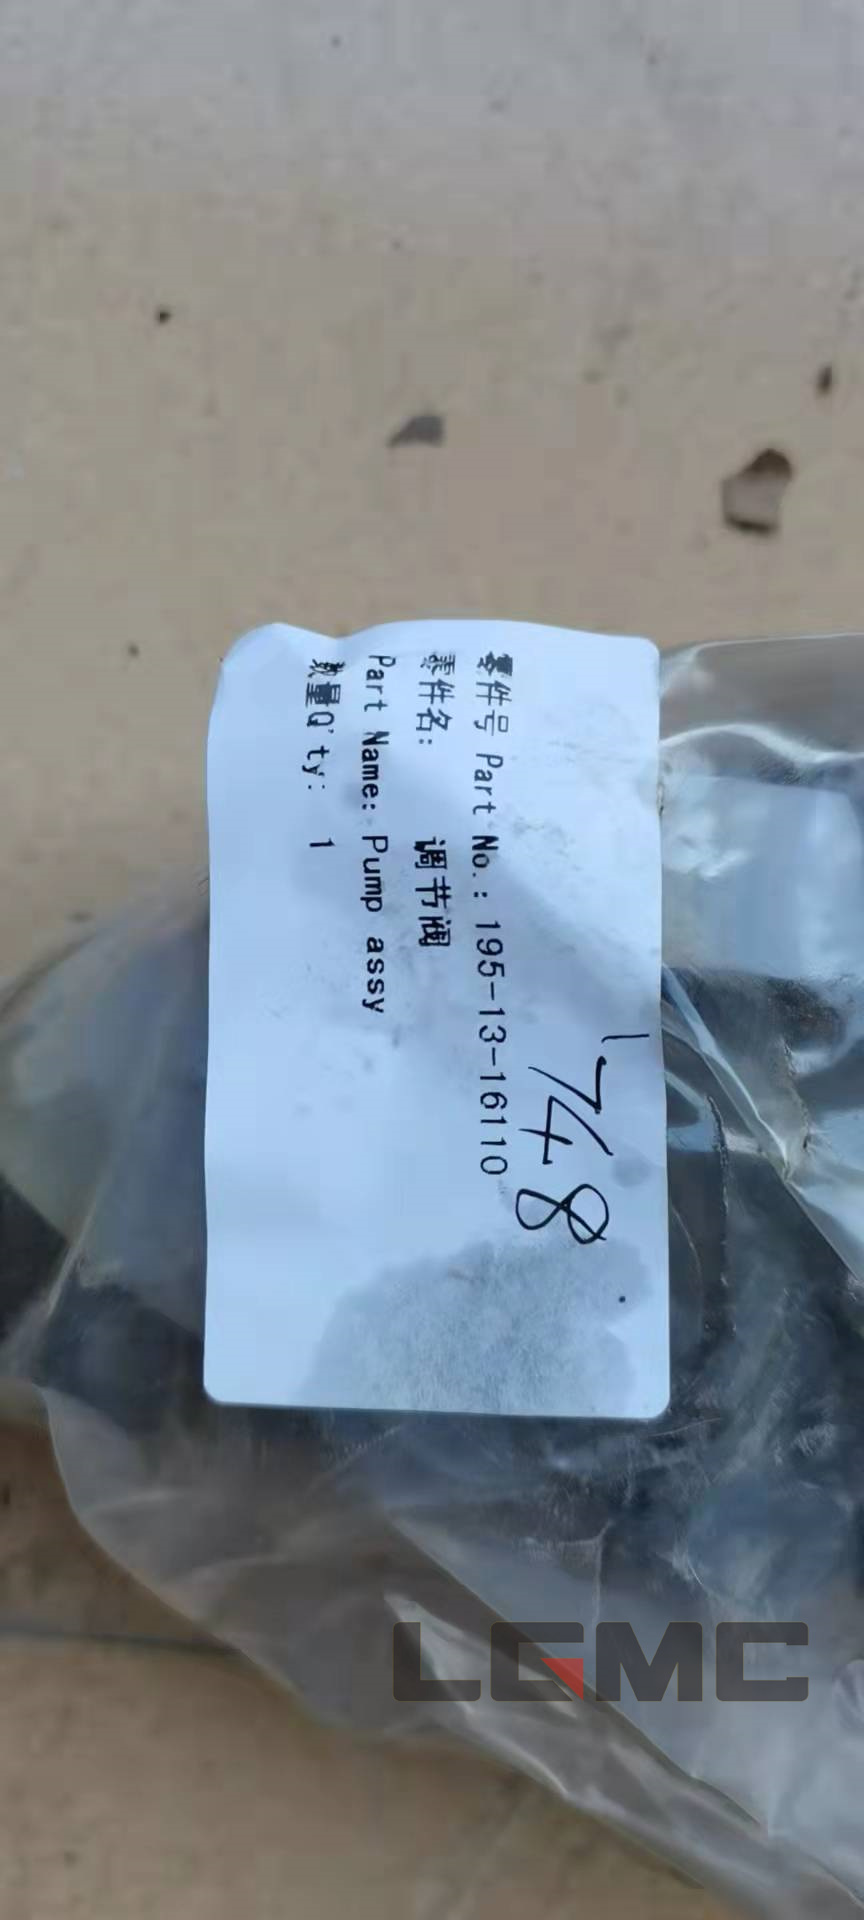 1748
零件号 Part No.: 195-13-16110
零件名: 调节阀
Part Name: Pump assy
数量Q'ty: 1
LGMC